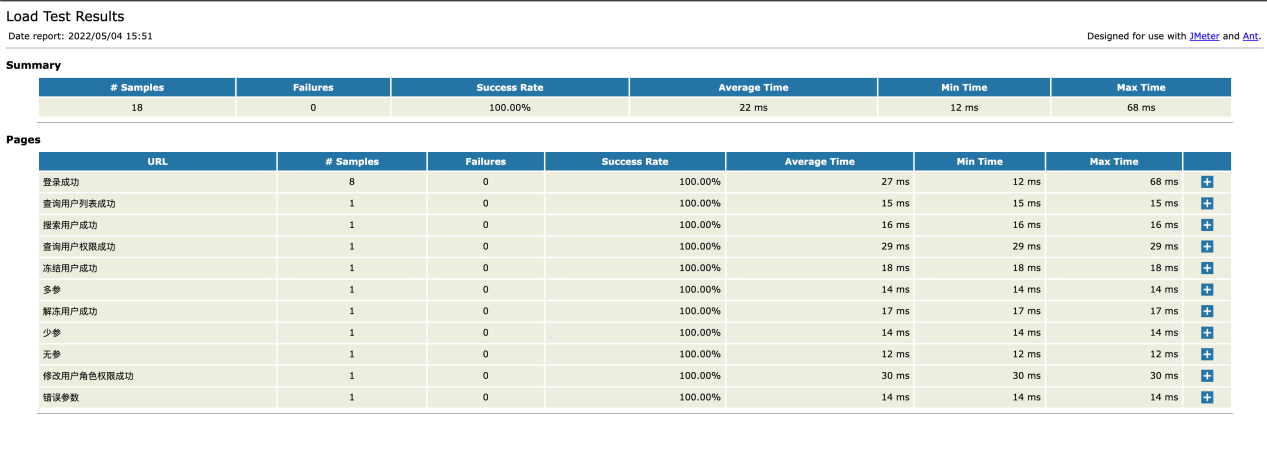 Load Test Results
Date report: 2022/05/04 15:51 Designed for use with JMeter and Ant.
Summary
# Samples Failures Success Rate Average Time Min Time Max Time
18 0 100.00% 22 ms 12 ms 68 ms
Pages
URL # Samples Failures Success Rate Average Time Min Time Max Time
登录成功 8 0 100.00% 27 ms 12 ms 68 ms
查询用户列表成功 1 0 100.00% 15 ms 15 ms 15 ms
搜索用户成功 1 0 100.00% 16 ms 16 ms 16 ms
查询用户权限成功 1 0 100.00% 29 ms 29 ms 29 ms
冻结用户成功 1 0 100.00% 18 ms 18 ms 18 ms
多参 1 0 100.00% 14 ms 14 ms 14 ms
解冻用户成功 1 0 100.00% 17 ms 17 ms 17 ms
少参 1 0 100.00% 14 ms 14 ms 14 ms
无参 1 0 100.00% 12 ms 12 ms 12 ms
修改用户角色权限成功 1 0 100.00% 30 ms 30 ms 30 ms
错误参数 1 0 100.00% 14 ms 14 ms 14 ms